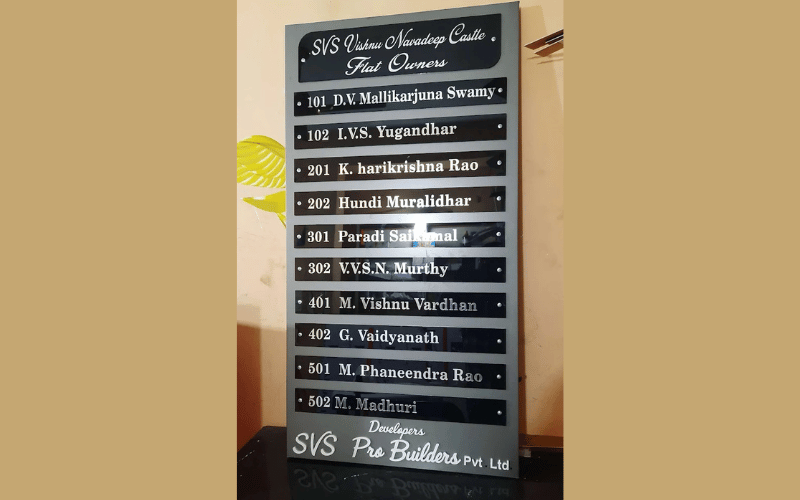 SVS Vishnu Navadeep Castle
Flat Owners
101 D.V. Mallikarjuna Swamy
102 I.V.S. Yugandhar
201 K. harikrishna Rao
202 Hundi Muralidhar
301 Paradi
302 V.V.S.N. Murthy
401 M. Vishnu Vardhan
402 G. Vaidyanath
501 M. Phaneendra Rao
502 M. Madhuri
Developers
SVS Pro Builders Pvt Ltd